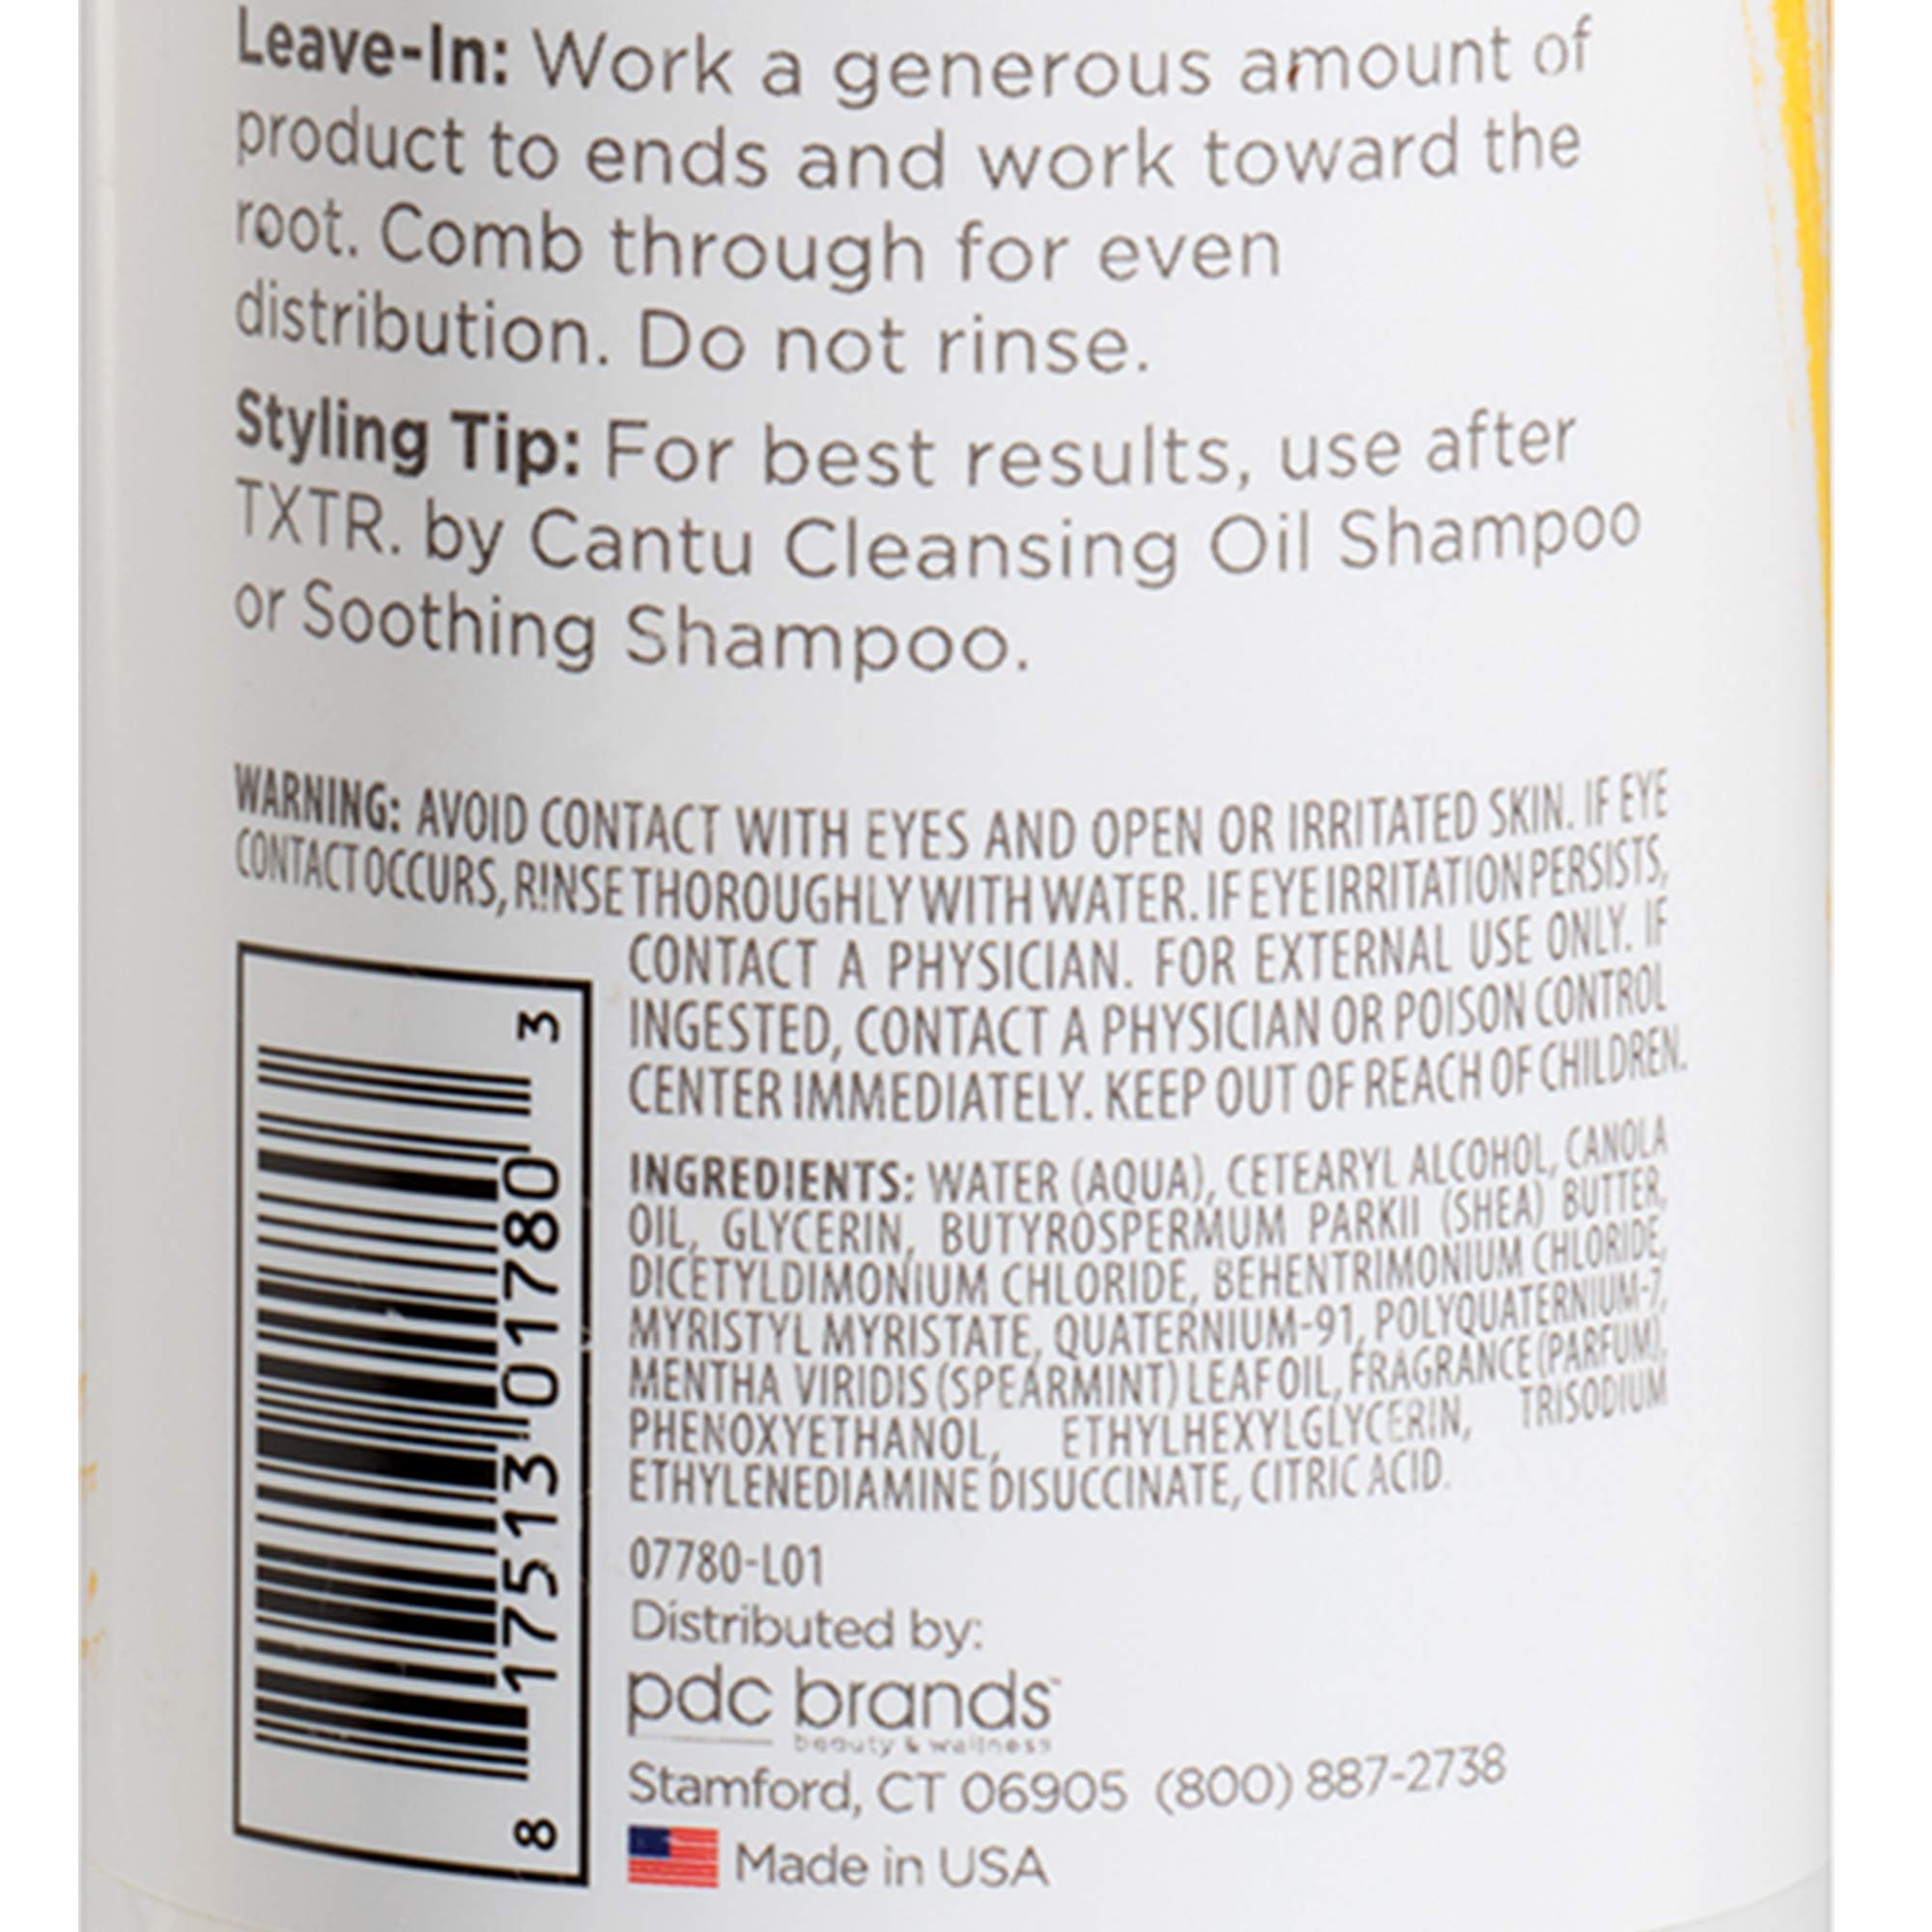 Leave-In: Work a generous amount of
product to ends and work toward the
root. Comb through for even
distribution. Do not rinse.
Styling Tip: For best results, use after
TXTR. by Cantu Cleansing Oil Shampoo
or Soothing Shampoo.
WARNING: AVOID CONTACT WITH EYES AND OPEN OR IRRITATED SKIN. IF EYE
CONTACT OCCURS, RINSE THOROUGHLY WITH WATER. IF EYE IRRITATION PERSISTS,
CONTACT A PHYSICIAN. FOR EXTERNAL USE ONLY. IF
INGESTED, CONTACT A PHYSICIAN OR POISON CONTROL
CENTER IMMEDIATELY. KEEP OUT OF REACH OF CHILDREN.
INGREDIENTS: WATER (AQUA), CETEARYL ALCOHOL, CANOLA
OIL, GLYCERIN, BUTYROSPERMUM PARKII (SHEA) BUTTER,
DICETYLDIMONIUM CHLORIDE, BEHENTRIMONIUM CHLORIDE,
MYRISTYL MYRISTATE, QUATERNIUM-91, POLYQUATERNIUM-7,
MENTHA VIRIDIS (SPEARMINT) LEAF OIL, FRAGRANCE (PARFUM),
PHENOXYETHANOL, ETHYLHEXYLGLYCERIN, TRISODIUM
ETHYLENEDIAMINE DISUCCINATE, CITRIC ACID.
8 17513 01780 3
07780-L01
Distributed by:
pdc brands™
beauty & wellness
Stamford, CT 06905 (800) 887-2738
Made in USA